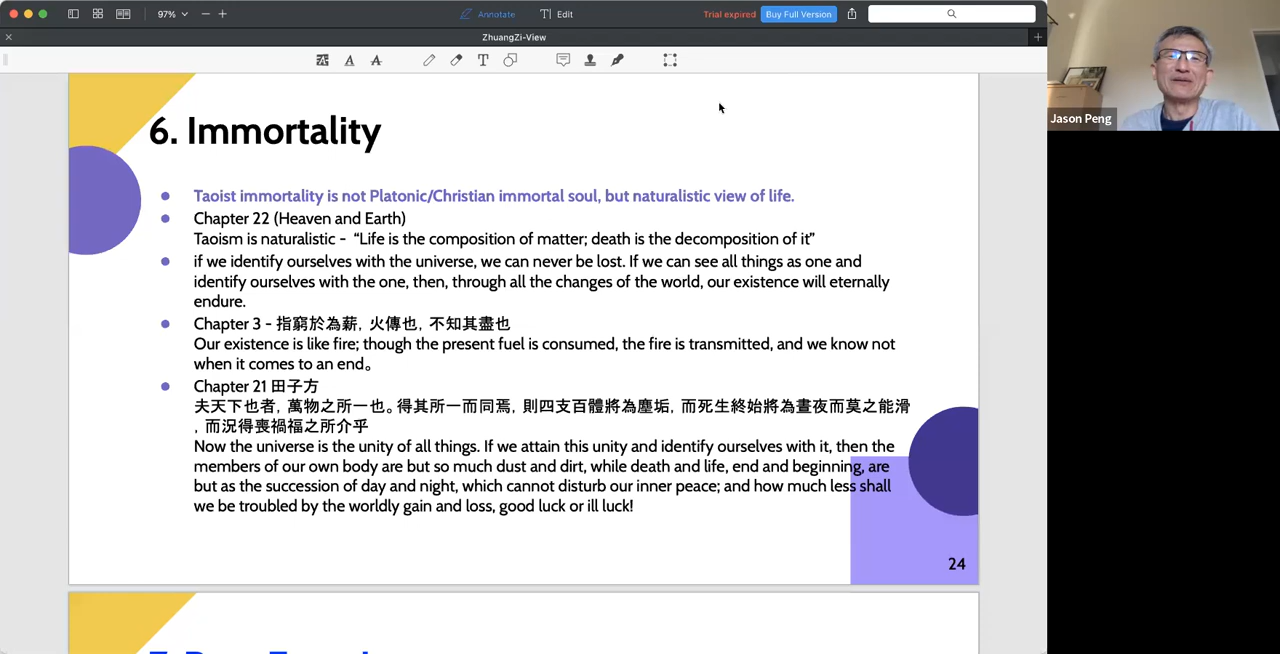 97%
Annotate
Edit
Trial expired
Buy Full Version
ZhuangZi-View
Jason Peng
6. Immortality
Taoist immortality is not Platonic/Christian immortal soul, but naturalistic view of life.
Chapter 22 (Heaven and Earth)
Taoism is naturalistic - “Life is the composition of matter; death is the decomposition of it”
if we identify ourselves with the universe, we can never be lost. If we can see all things as one and
identify ourselves with the one, then, through all the changes of the world, our existence will eternally
endure.
Chapter 3 - 指窮於為薪, 火傳也, 不知其盡也
Our existence is like fire; though the present fuel is consumed, the fire is transmitted, and we know not
when it comes to an end。
Chapter 21 田子方
夫天下也者, 萬物之所一也。得其所一而同焉, 則四支百體將為塵垢, 而死生終始將為晝夜而莫之能滑
, 而況得喪禍福之所介乎
Now the universe is the unity of all things. If we attain this unity and identify ourselves with it, then the
members of our own body are but so much dust and dirt, while death and life, end and beginning, are
but as the succession of day and night, which cannot disturb our inner peace; and how much less shall
we be troubled by the worldly gain and loss, good luck or ill luck!
24